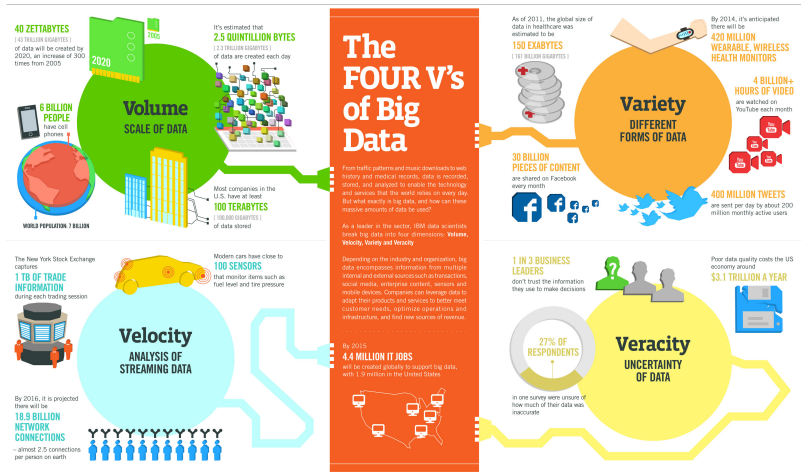 40 ZETTABYTES
[ 43 TRILLION GIGABYTES ]
of data will be created by
2020, an increase of 300
times from 2005
2005
2020
It's estimated that
2.5 QUINTILLION BYTES
[ 2.3 TRILLION GIGABYTES ]
of data are created each day
6 BILLION
PEOPLE
have cell
phones
WORLD POPULATION: 7 BILLION
Volume
SCALE OF DATA
Most companies in the
U.S. have at least
100 TERABYTES
[ 100,000 GIGABYTES ]
of data stored
The New York Stock Exchange
captures
1 TB OF TRADE
INFORMATION
during each trading session
Modern cars have close to
100 SENSORS
that monitor items such as
fuel level and tire pressure
Velocity
ANALYSIS OF
STREAMING DATA
By 2016, it is projected
there will be
18.9 BILLION
NETWORK
CONNECTIONS
– almost 2.5 connections
per person on earth
The
FOUR V's
of Big
Data
From traffic patterns and music downloads to web
history and medical records, data is recorded,
stored, and analyzed to enable the technology
and services that the world relies on every day.
But what exactly is big data, and how can these
massive amounts of data be used?
As a leader in the sector, IBM data scientists
break big data into four dimensions: Volume,
Velocity, Variety and Veracity
Depending on the industry and organization, big
data encompasses information from multiple
internal and external sources such as transactions,
social media, enterprise content, sensors and
mobile devices. Companies can leverage data to
adapt their products and services to better meet
customer needs, optimize operations and
infrastructure, and find new sources of revenue.
By 2015
4.4 MILLION IT JOBS
will be created globally to support big data,
with 1.9 million in the United States
As of 2011, the global size of
data in healthcare was
estimated to be
150 EXABYTES
[ 161 BILLION GIGABYTES ]
By 2014, it's anticipated
there will be
420 MILLION
WEARABLE, WIRELESS
HEALTH MONITORS
Variety
DIFFERENT
FORMS OF DATA
4 BILLION+
HOURS OF VIDEO
are watched on
YouTube each month
You
Tube
30 BILLION
PIECES OF CONTENT
are shared on Facebook
every month
400 MILLION TWEETS
are sent per day by about 200
million monthly active users
1 IN 3 BUSINESS
LEADERS
don't trust the information
they use to make decisions
?
Poor data quality costs the US
economy around
$3.1 TRILLION A YEAR
27% OF
RESPONDENTS
in one survey were unsure of
how much of their data was
inaccurate
Veracity
UNCERTAINTY
OF DATA